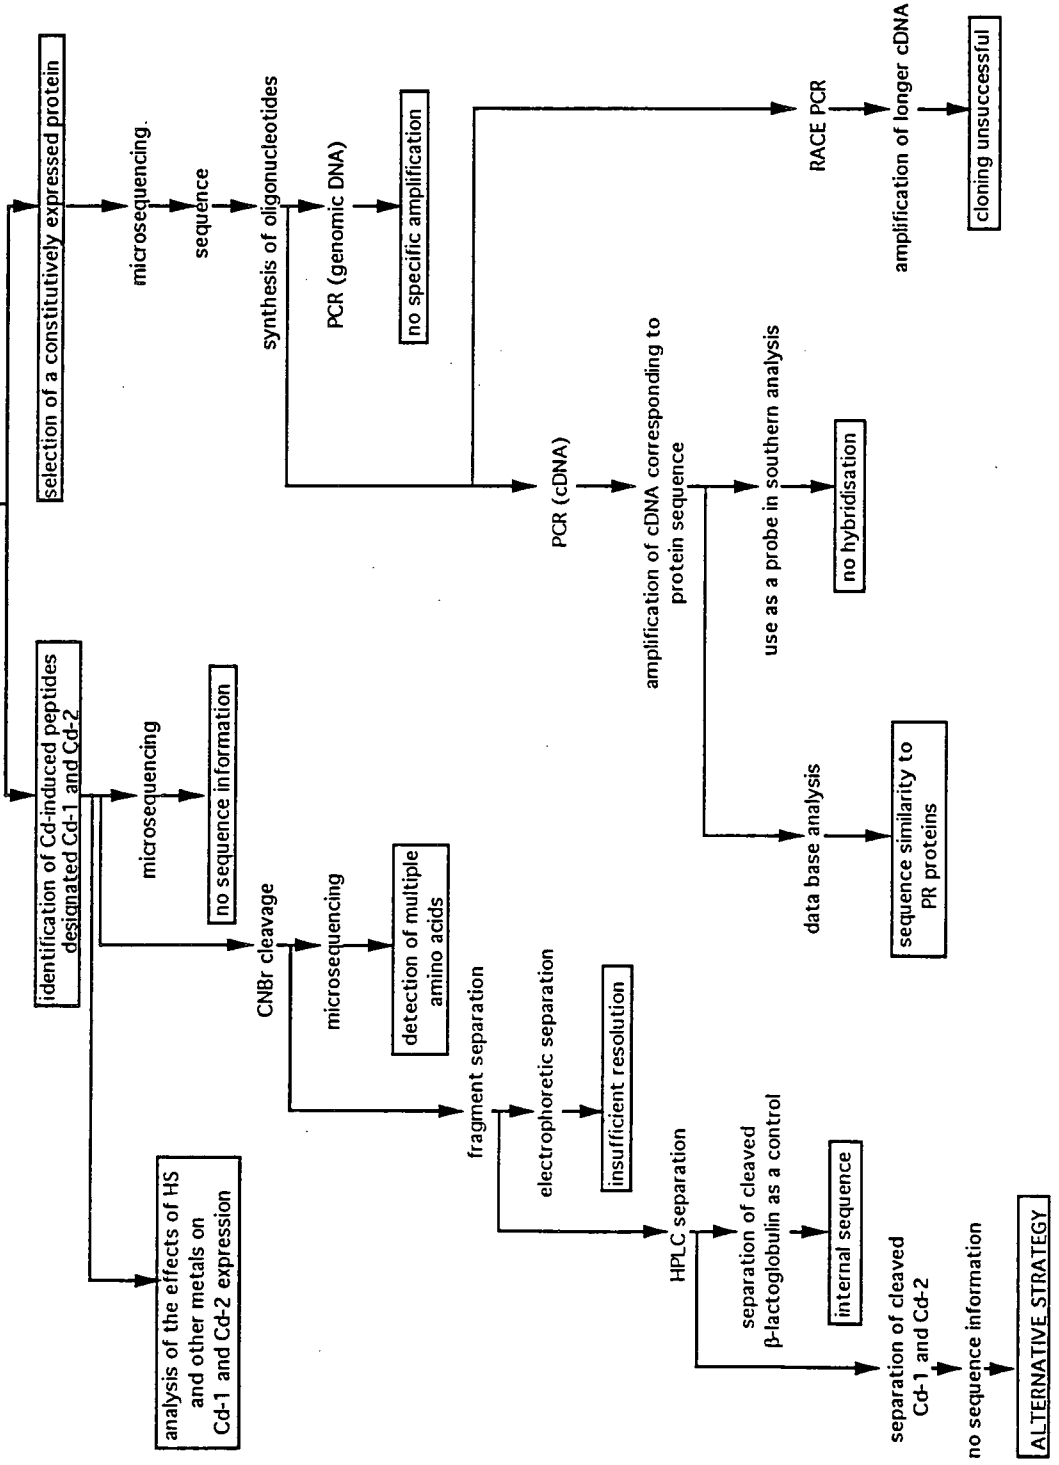 identification of Cd-induced peptides
designated Cd-1 and Cd-2
analysis of the effects of HS
and other metals on
Cd-1 and Cd-2 expression
microsequencing
no sequence information
CNBr cleavage
microsequencing
detection of multiple
amino acids
fragment separation
electrophoretic separation
insufficient resolution
HPLC separation
separation of cleaved
β-lactoglobulin as a control
internal sequence
separation of cleaved
Cd-1 and Cd-2
no sequence information
ALTERNATIVE STRATEGY
selection of a constitutively expressed protein
microsequencing.
sequence
synthesis of oligonucleotides
PCR (genomic DNA)
no specific amplification
PCR (cDNA)
amplification of cDNA corresponding to
protein sequence
use as a probe in southern analysis
no hybridisation
data base analysis
sequence similarity to
PR proteins
RACE PCR
amplification of longer cDNA
cloning unsuccessful